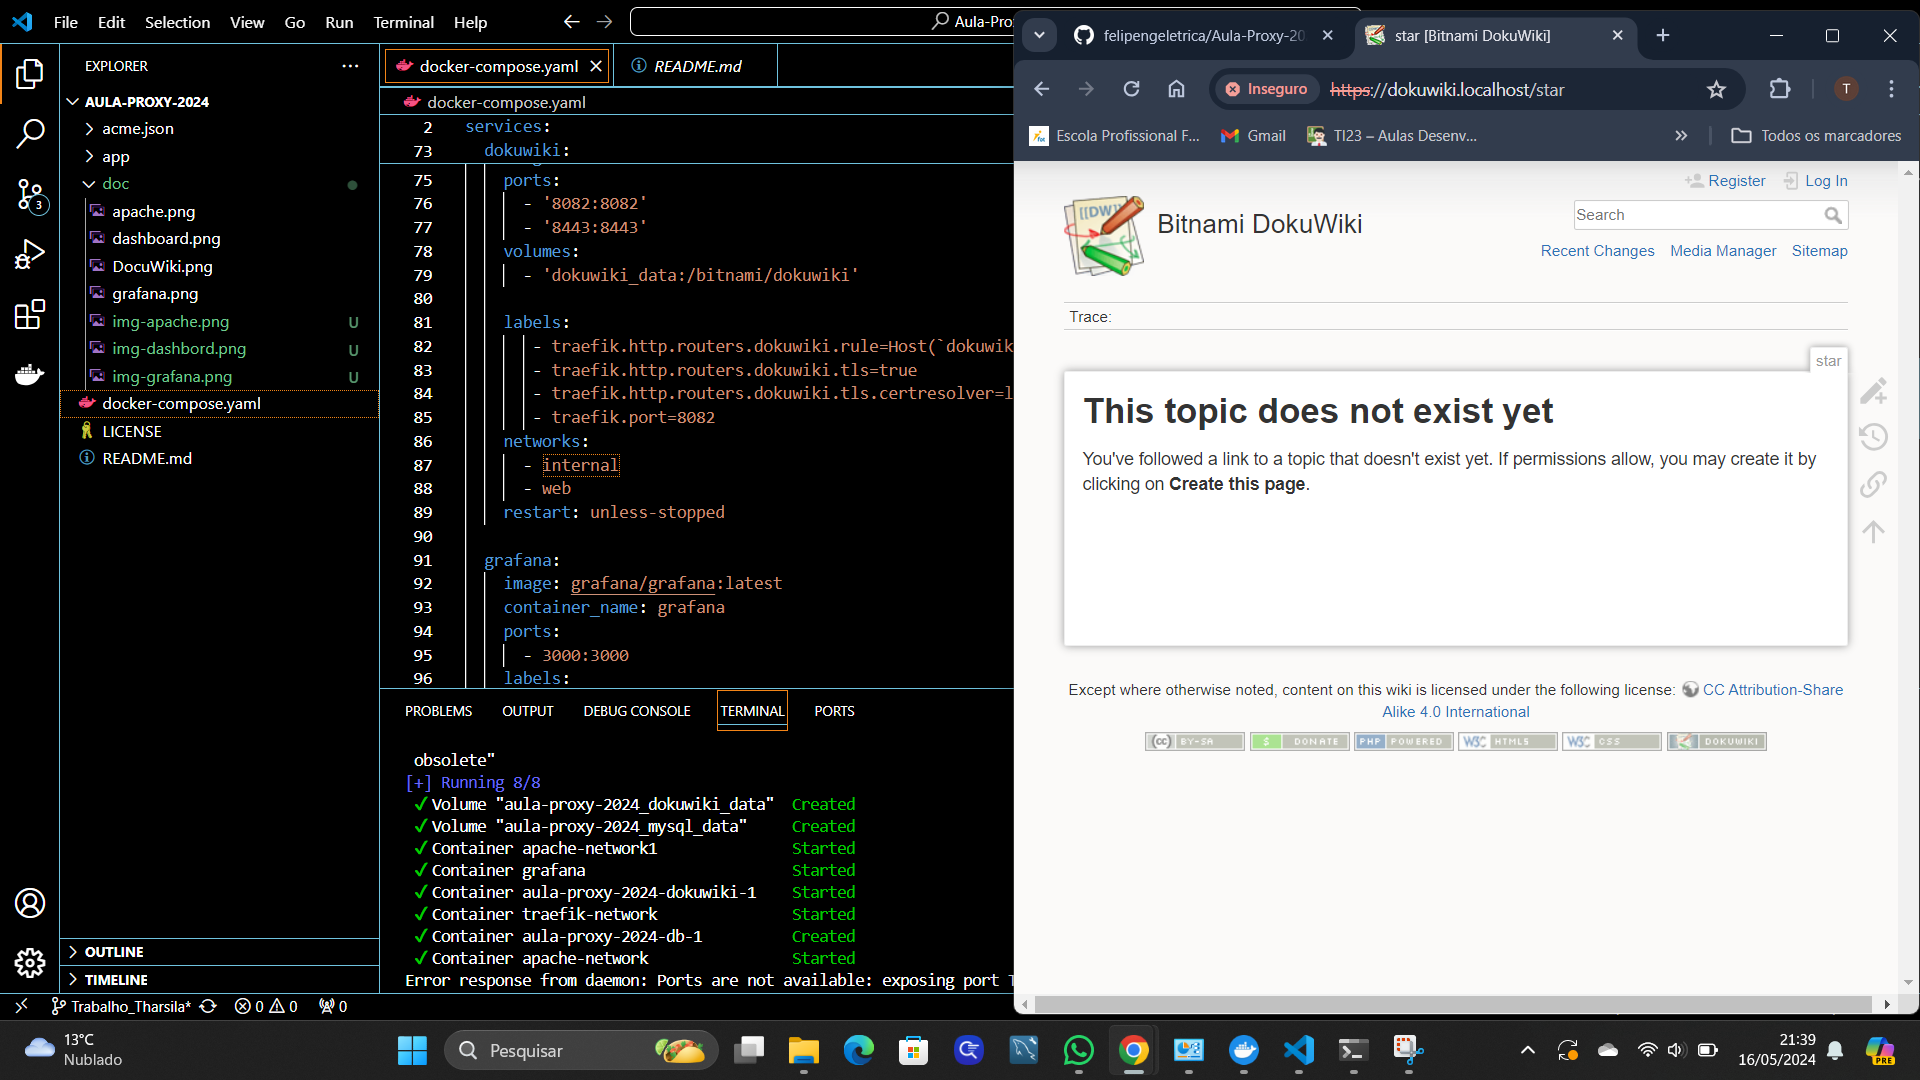 File Edit Selection View Go Run Terminal Help
Aula-Pro
EXPLORER
AULA-PROXY-2024
acme.json
app
doc
apache.png
dashboard.png
DocuWiki.png
grafana.png
img-apache.png U
img-dashbord.png U
img-grafana.png U
docker-compose.yaml
LICENSE
README.md
OUTLINE
TIMELINE
3
docker-compose.yaml README.md
docker-compose.yaml
2 services:
73 dokuwiki:
75 ports:
76 - '8082:8082'
77 - '8443:8443'
78 volumes:
79 - 'dokuwiki_data:/bitnami/dokuwiki'
80
81 labels:
82 - traefik.http.routers.dokuwiki.rule=Host(`dokuwik
83 - traefik.http.routers.dokuwiki.tls=true
84 - traefik.http.routers.dokuwiki.tls.certresolver=l
85 - traefik.port=8082
86 networks:
87 - internal
88 - web
89 restart: unless-stopped
90
91 grafana:
92 image: grafana/grafana:latest
93 container_name: grafana
94 ports:
95 - 3000:3000
96 labels:
PROBLEMS OUTPUT DEBUG CONSOLE TERMINAL PORTS
obsolete"
[+] Running 8/8
✓Volume "aula-proxy-2024_dokuwiki_data" Created
✓Volume "aula-proxy-2024_mysql_data" Created
✓Container apache-network1 Started
✓Container grafana Started
✓Container aula-proxy-2024-dokuwiki-1 Started
✓Container traefik-network Started
✓Container aula-proxy-2024-db-1 Created
✓Container apache-network Started
Error response from daemon: Ports are not available: exposing port T
Trabalho_Tharsila* 0 0 0
felipengeletrica/Aula-Proxy-20 star [Bitnami DokuWiki]
Inseguro https://dokuwiki.localhost/star T
Escola Profissional F... Gmail TI23 – Aulas Desenv... » Todos os marcadores
Register Log In
[[DW]] Bitnami DokuWiki
Search
Recent Changes Media Manager Sitemap
Trace:
star
This topic does not exist yet
You've followed a link to a topic that doesn't exist yet. If permissions allow, you may create it by
clicking on Create this page.
Except where otherwise noted, content on this wiki is licensed under the following license: CC Attribution-Share
Alike 4.0 International
(cc) BY-SA $ DONATE PHP POWERED W3C HTML5 W3C CSS DOKUWIKI
13°C
Nublado
Pesquisar
21:39
16/05/2024
PRE